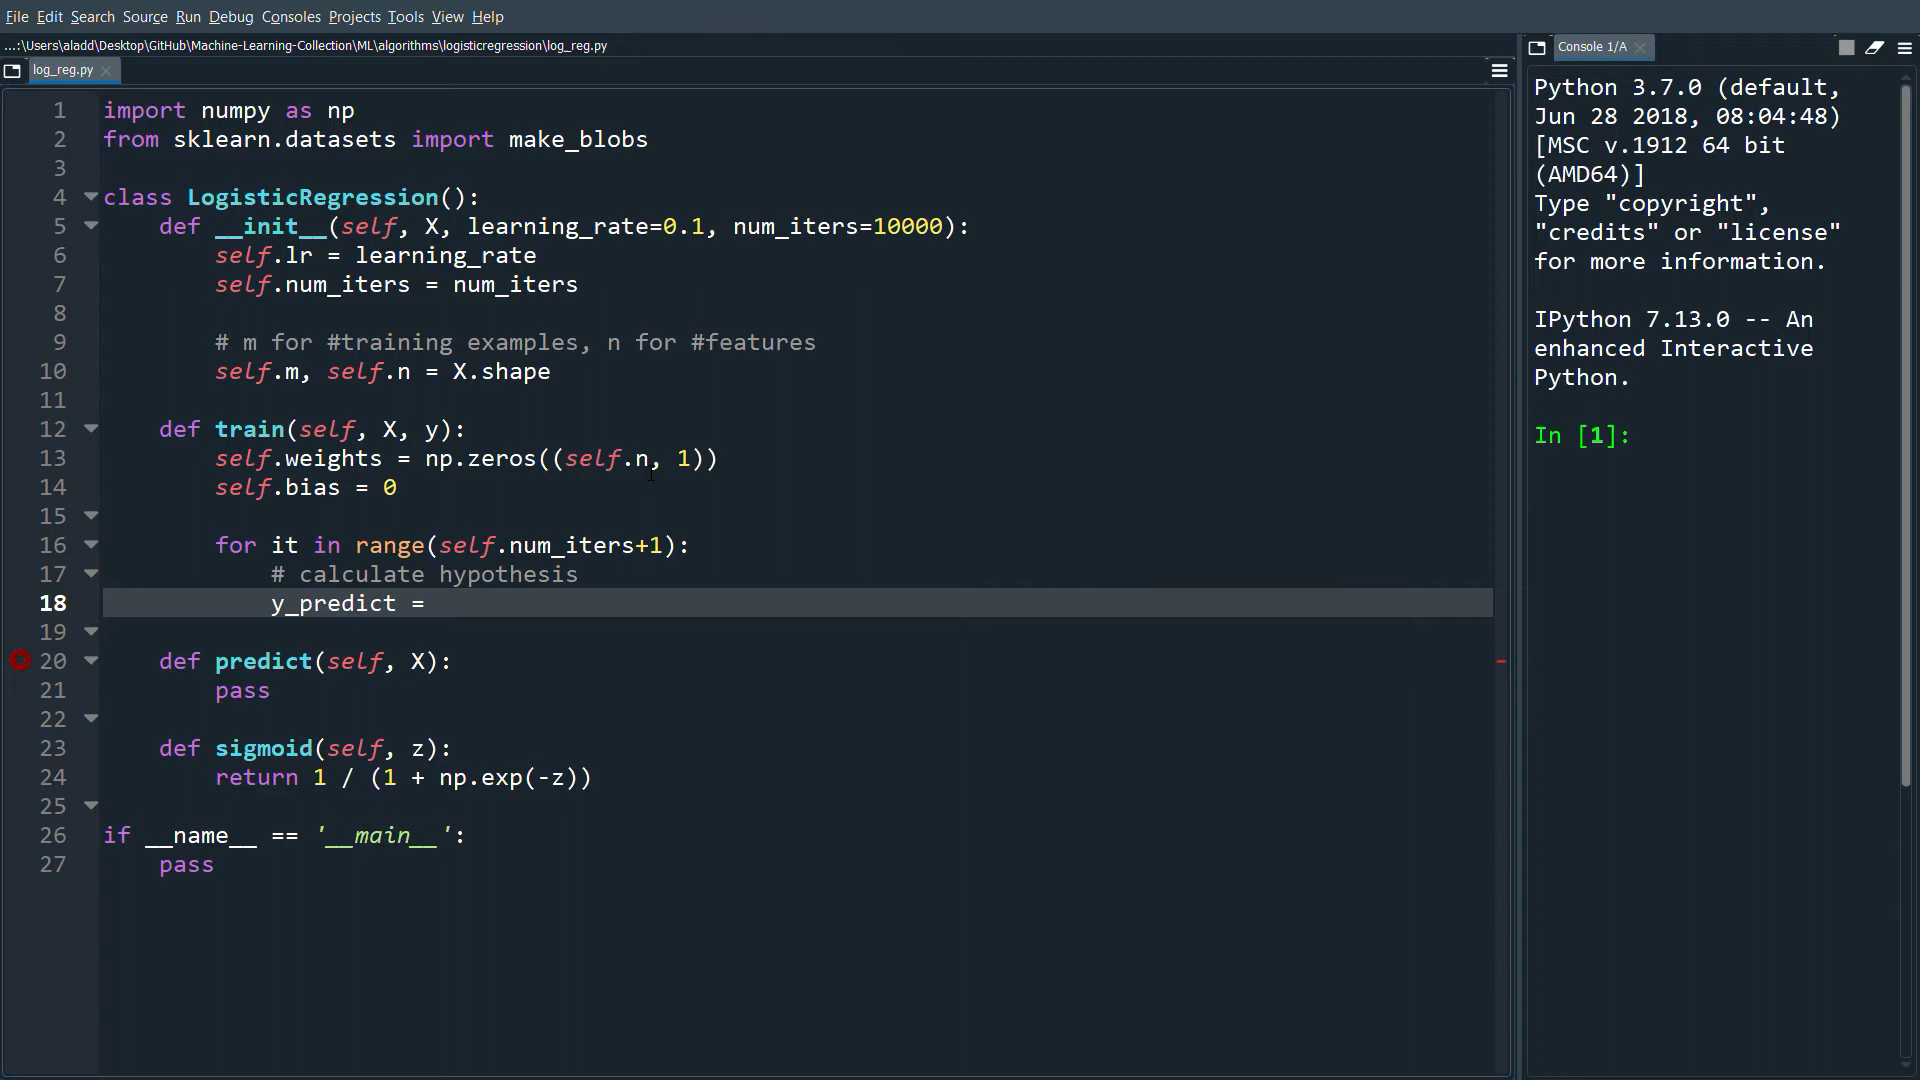 File Edit Search Source Run Debug Consoles Projects Tools View Help
...:\Users\aladd\Desktop\GitHub\Machine-Learning-Collection\ML\algorithms\logisticregression\log_reg.py
log_reg.py
1 import numpy as np
2 from sklearn.datasets import make_blobs
3
4 class LogisticRegression():
5     def __init__(self, X, learning_rate=0.1, num_iters=10000):
6         self.lr = learning_rate
7         self.num_iters = num_iters
8
9         # m for #training examples, n for #features
10         self.m, self.n = X.shape
11
12     def train(self, X, y):
13         self.weights = np.zeros((self.n, 1))
14         self.bias = 0
15
16         for it in range(self.num_iters+1):
17             # calculate hypothesis
18             y_predict =
19
20     def predict(self, X):
21         pass
22
23     def sigmoid(self, z):
24         return 1 / (1 + np.exp(-z))
25
26 if __name__ == '__main__':
27     pass
Console 1/A
Python 3.7.0 (default,
Jun 28 2018, 08:04:48)
[MSC v.1912 64 bit
(AMD64)]
Type "copyright",
"credits" or "license"
for more information.
IPython 7.13.0 -- An
enhanced Interactive
Python.
In [1]: